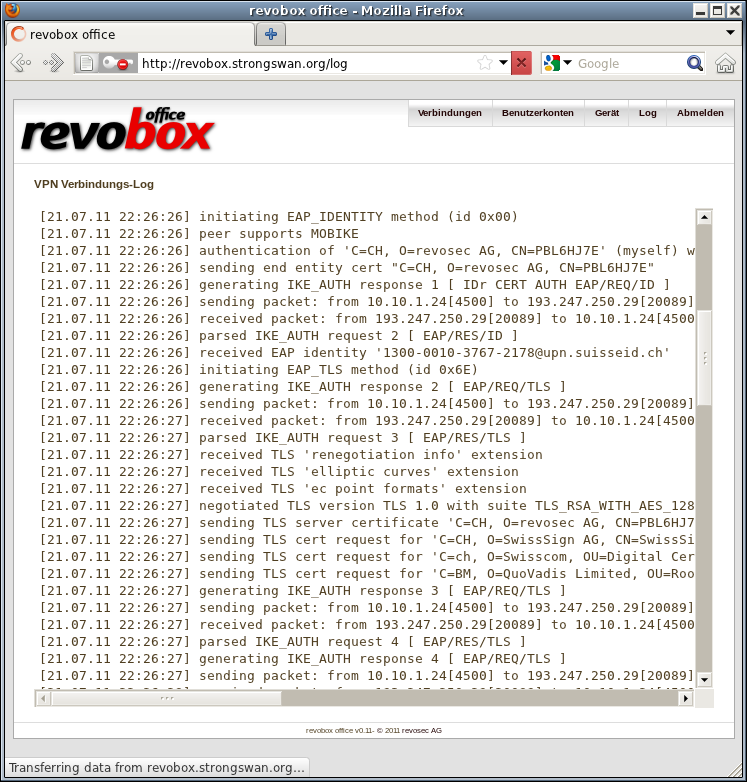 revobox office - Mozilla Firefox
revobox office
http://revobox.strongswan.org/log
Google
office
revobox
Verbindungen Benutzerkonten Gerät Log Abmelden
VPN Verbindungs-Log
[21.07.11 22:26:26] initiating EAP_IDENTITY method (id 0x00)
[21.07.11 22:26:26] peer supports MOBIKE
[21.07.11 22:26:26] authentication of 'C=CH, O=revosec AG, CN=PBL6HJ7E' (myself) w
[21.07.11 22:26:26] sending end entity cert "C=CH, O=revosec AG, CN=PBL6HJ7E"
[21.07.11 22:26:26] generating IKE_AUTH response 1 [ IDr CERT AUTH EAP/REQ/ID ]
[21.07.11 22:26:26] sending packet: from 10.10.1.24[4500] to 193.247.250.29[20089]
[21.07.11 22:26:26] received packet: from 193.247.250.29[20089] to 10.10.1.24[4500
[21.07.11 22:26:26] parsed IKE_AUTH request 2 [ EAP/RES/ID ]
[21.07.11 22:26:26] received EAP identity '1300-0010-3767-2178@upn.suisseid.ch'
[21.07.11 22:26:26] initiating EAP_TLS method (id 0x6E)
[21.07.11 22:26:26] generating IKE_AUTH response 2 [ EAP/REQ/TLS ]
[21.07.11 22:26:26] sending packet: from 10.10.1.24[4500] to 193.247.250.29[20089]
[21.07.11 22:26:27] received packet: from 193.247.250.29[20089] to 10.10.1.24[4500
[21.07.11 22:26:27] parsed IKE_AUTH request 3 [ EAP/RES/TLS ]
[21.07.11 22:26:27] received TLS 'renegotiation info' extension
[21.07.11 22:26:27] received TLS 'elliptic curves' extension
[21.07.11 22:26:27] received TLS 'ec point formats' extension
[21.07.11 22:26:27] negotiated TLS version TLS 1.0 with suite TLS_RSA_WITH_AES_128
[21.07.11 22:26:27] sending TLS server certificate 'C=CH, O=revosec AG, CN=PBL6HJ7
[21.07.11 22:26:27] sending TLS cert request for 'C=CH, O=SwissSign AG, CN=SwissSi
[21.07.11 22:26:27] sending TLS cert request for 'C=ch, O=Swisscom, OU=Digital Cer
[21.07.11 22:26:27] sending TLS cert request for 'C=BM, O=QuoVadis Limited, OU=Roo
[21.07.11 22:26:27] generating IKE_AUTH response 3 [ EAP/REQ/TLS ]
[21.07.11 22:26:27] sending packet: from 10.10.1.24[4500] to 193.247.250.29[20089]
[21.07.11 22:26:27] received packet: from 193.247.250.29[20089] to 10.10.1.24[4500
[21.07.11 22:26:27] parsed IKE_AUTH request 4 [ EAP/RES/TLS ]
[21.07.11 22:26:27] generating IKE_AUTH response 4 [ EAP/REQ/TLS ]
[21.07.11 22:26:27] sending packet: from 10.10.1.24[4500] to 193.247.250.29[20089]
revobox office v0.11- © 2011 revosec AG
Transferring data from revobox.strongswan.org...